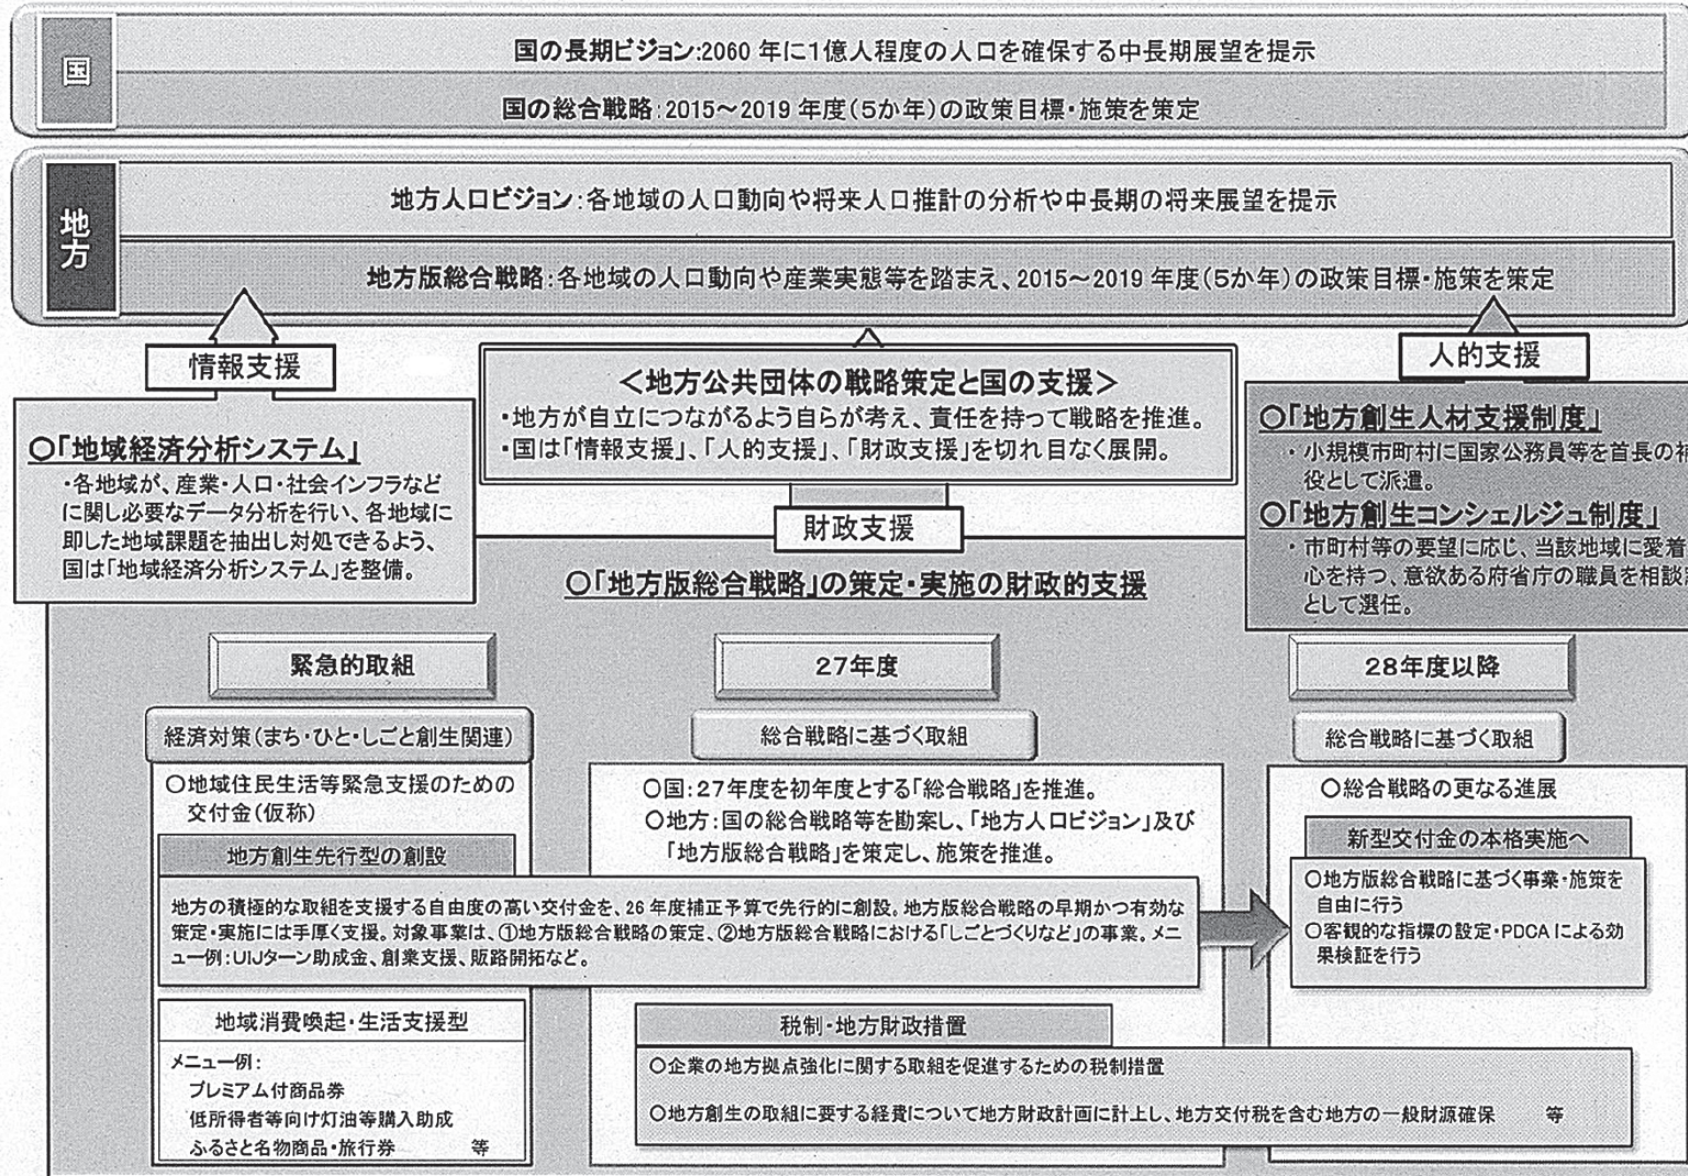 国
国の長期ビジョン:2060年に1億人程度の人口を確保する中長期展望を提示
国の総合戦略:2015～2019年度(5か年)の政策目標・施策を策定
地方
地方人口ビジョン:各地域の人口動向や将来人口推計の分析や中長期の将来展望を提示
地方版総合戦略:各地域の人口動向や産業実態等を踏まえ、2015～2019年度(5か年)の政策目標・施策を策定
情報支援
○「地域経済分析システム」
・各地域が、産業・人口・社会インフラなど
に関し必要なデータ分析を行い、各地域に
即した地域課題を抽出し対処できるよう、
国は「地域経済分析システム」を整備。
＜地方公共団体の戦略策定と国の支援＞
・地方が自立につながるよう自らが考え、責任を持って戦略を推進。
・国は「情報支援」、「人的支援」、「財政支援」を切れ目なく展開。
人的支援
○「地方創生人材支援制度」
・小規模市町村に国家公務員等を首長の補
役として派遣。
○「地方創生コンシェルジュ制度」
・市町村等の要望に応じ、当該地域に愛着
心を持つ、意欲ある府省庁の職員を相談
として選任。
財政支援
○「地方版総合戦略」の策定・実施の財政的支援
緊急的取組
経済対策(まち・ひと・しごと創生関連)
○地域住民生活等緊急支援のための
交付金(仮称)
地方創生先行型の創設
27年度
総合戦略に基づく取組
○国:27年度を初年度とする「総合戦略」を推進。
○地方:国の総合戦略等を勘案し、「地方人口ビジョン」及び
「地方版総合戦略」を策定し、施策を推進。
地方の積極的な取組を支援する自由度の高い交付金を、26年度補正予算で先行的に創設。地方版総合戦略の早期かつ有効な
策定・実施には手厚く支援。対象事業は、①地方版総合戦略の策定、②地方版総合戦略における「しごとづくりなど」の事業。メニ
ュー例:UIJターン助成金、創業支援、販路開拓など。
28年度以降
総合戦略に基づく取組
○総合戦略の更なる進展
新型交付金の本格実施へ
○地方版総合戦略に基づく事業・施策を
自由に行う
○客観的な指標の設定・PDCAによる効
果検証を行う
地域消費喚起・生活支援型
メニュー例:
プレミアム付商品券
低所得者等向け灯油等購入助成
ふるさと名物商品・旅行券 等
税制・地方財政措置
○企業の地方拠点強化に関する取組を促進するための税制措置
○地方創生の取組に要する経費について地方財政計画に計上し、地方交付税を含む地方の一般財源確保 等